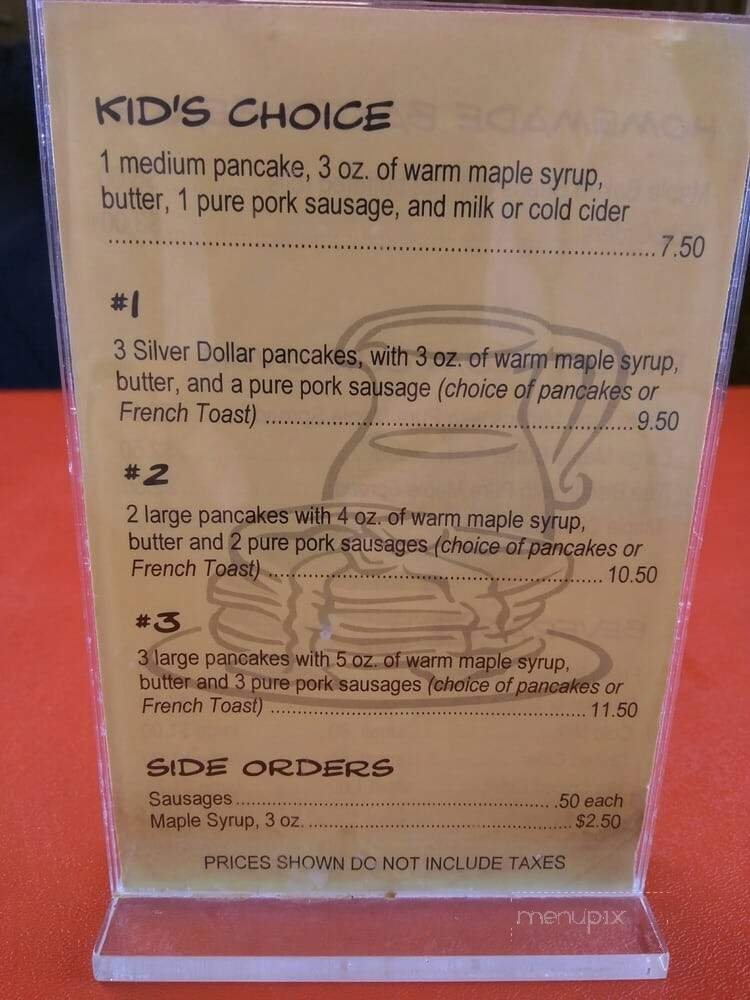 KID'S CHOICE
1 medium pancake, 3 oz. of warm maple syrup,
butter, 1 pure pork sausage, and milk or cold cider
.................................................................................7.50
#1
3 Silver Dollar pancakes, with 3 oz. of warm maple syrup,
butter, and a pure pork sausage (choice of pancakes or
French Toast) .........................................................9.50
#2
2 large pancakes with 4 oz. of warm maple syrup,
butter and 2 pure pork sausages (choice of pancakes or
French Toast) ....................................................... 10.50
#3
3 large pancakes with 5 oz. of warm maple syrup,
butter and 3 pure pork sausages (choice of pancakes or
French Toast) ....................................................... 11.50
SIDE ORDERS
Sausages ....................................................... .50 each
Maple Syrup, 3 oz. ............................................. $2.50
PRICES SHOWN DO NOT INCLUDE TAXES
menupix